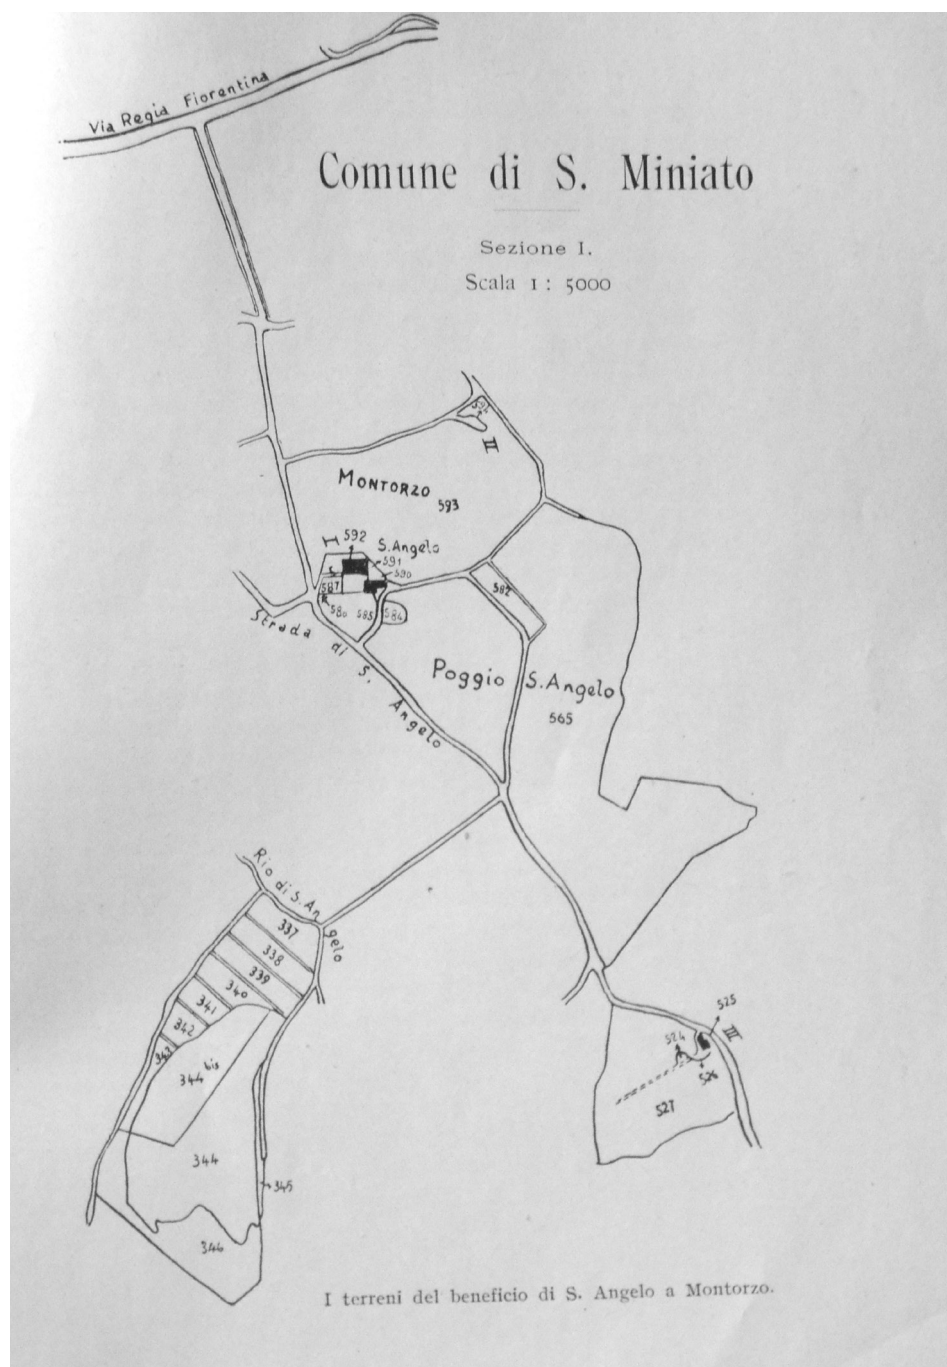 Via Regia Fiorentina
Comune di S. Miniato
Sezione I.
Scala 1 : 5000
II
MONTORZO
593
I
592
S. Angelo
591
590
587
580
585
584
582
Strada di S. Angelo
Poggio S. Angelo
565
Rio di S. Angelo
337
338
339
340
341
342
343
344 bis
344
345
346
525
III
524
526
527
I terreni del beneficio di S. Angelo a Montorzo.